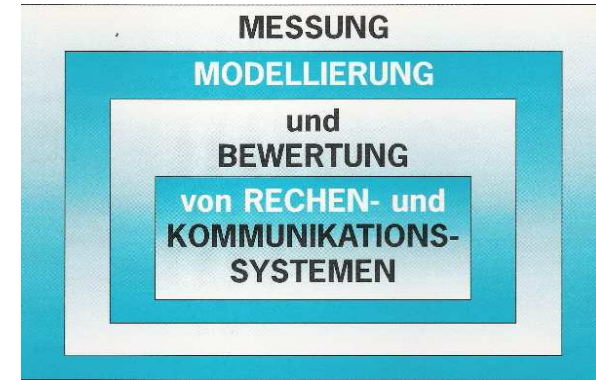 MESSUNG
MODELLIERUNG
und
BEWERTUNG
von RECHEN- und
KOMMUNIKATIONS-
SYSTEMEN